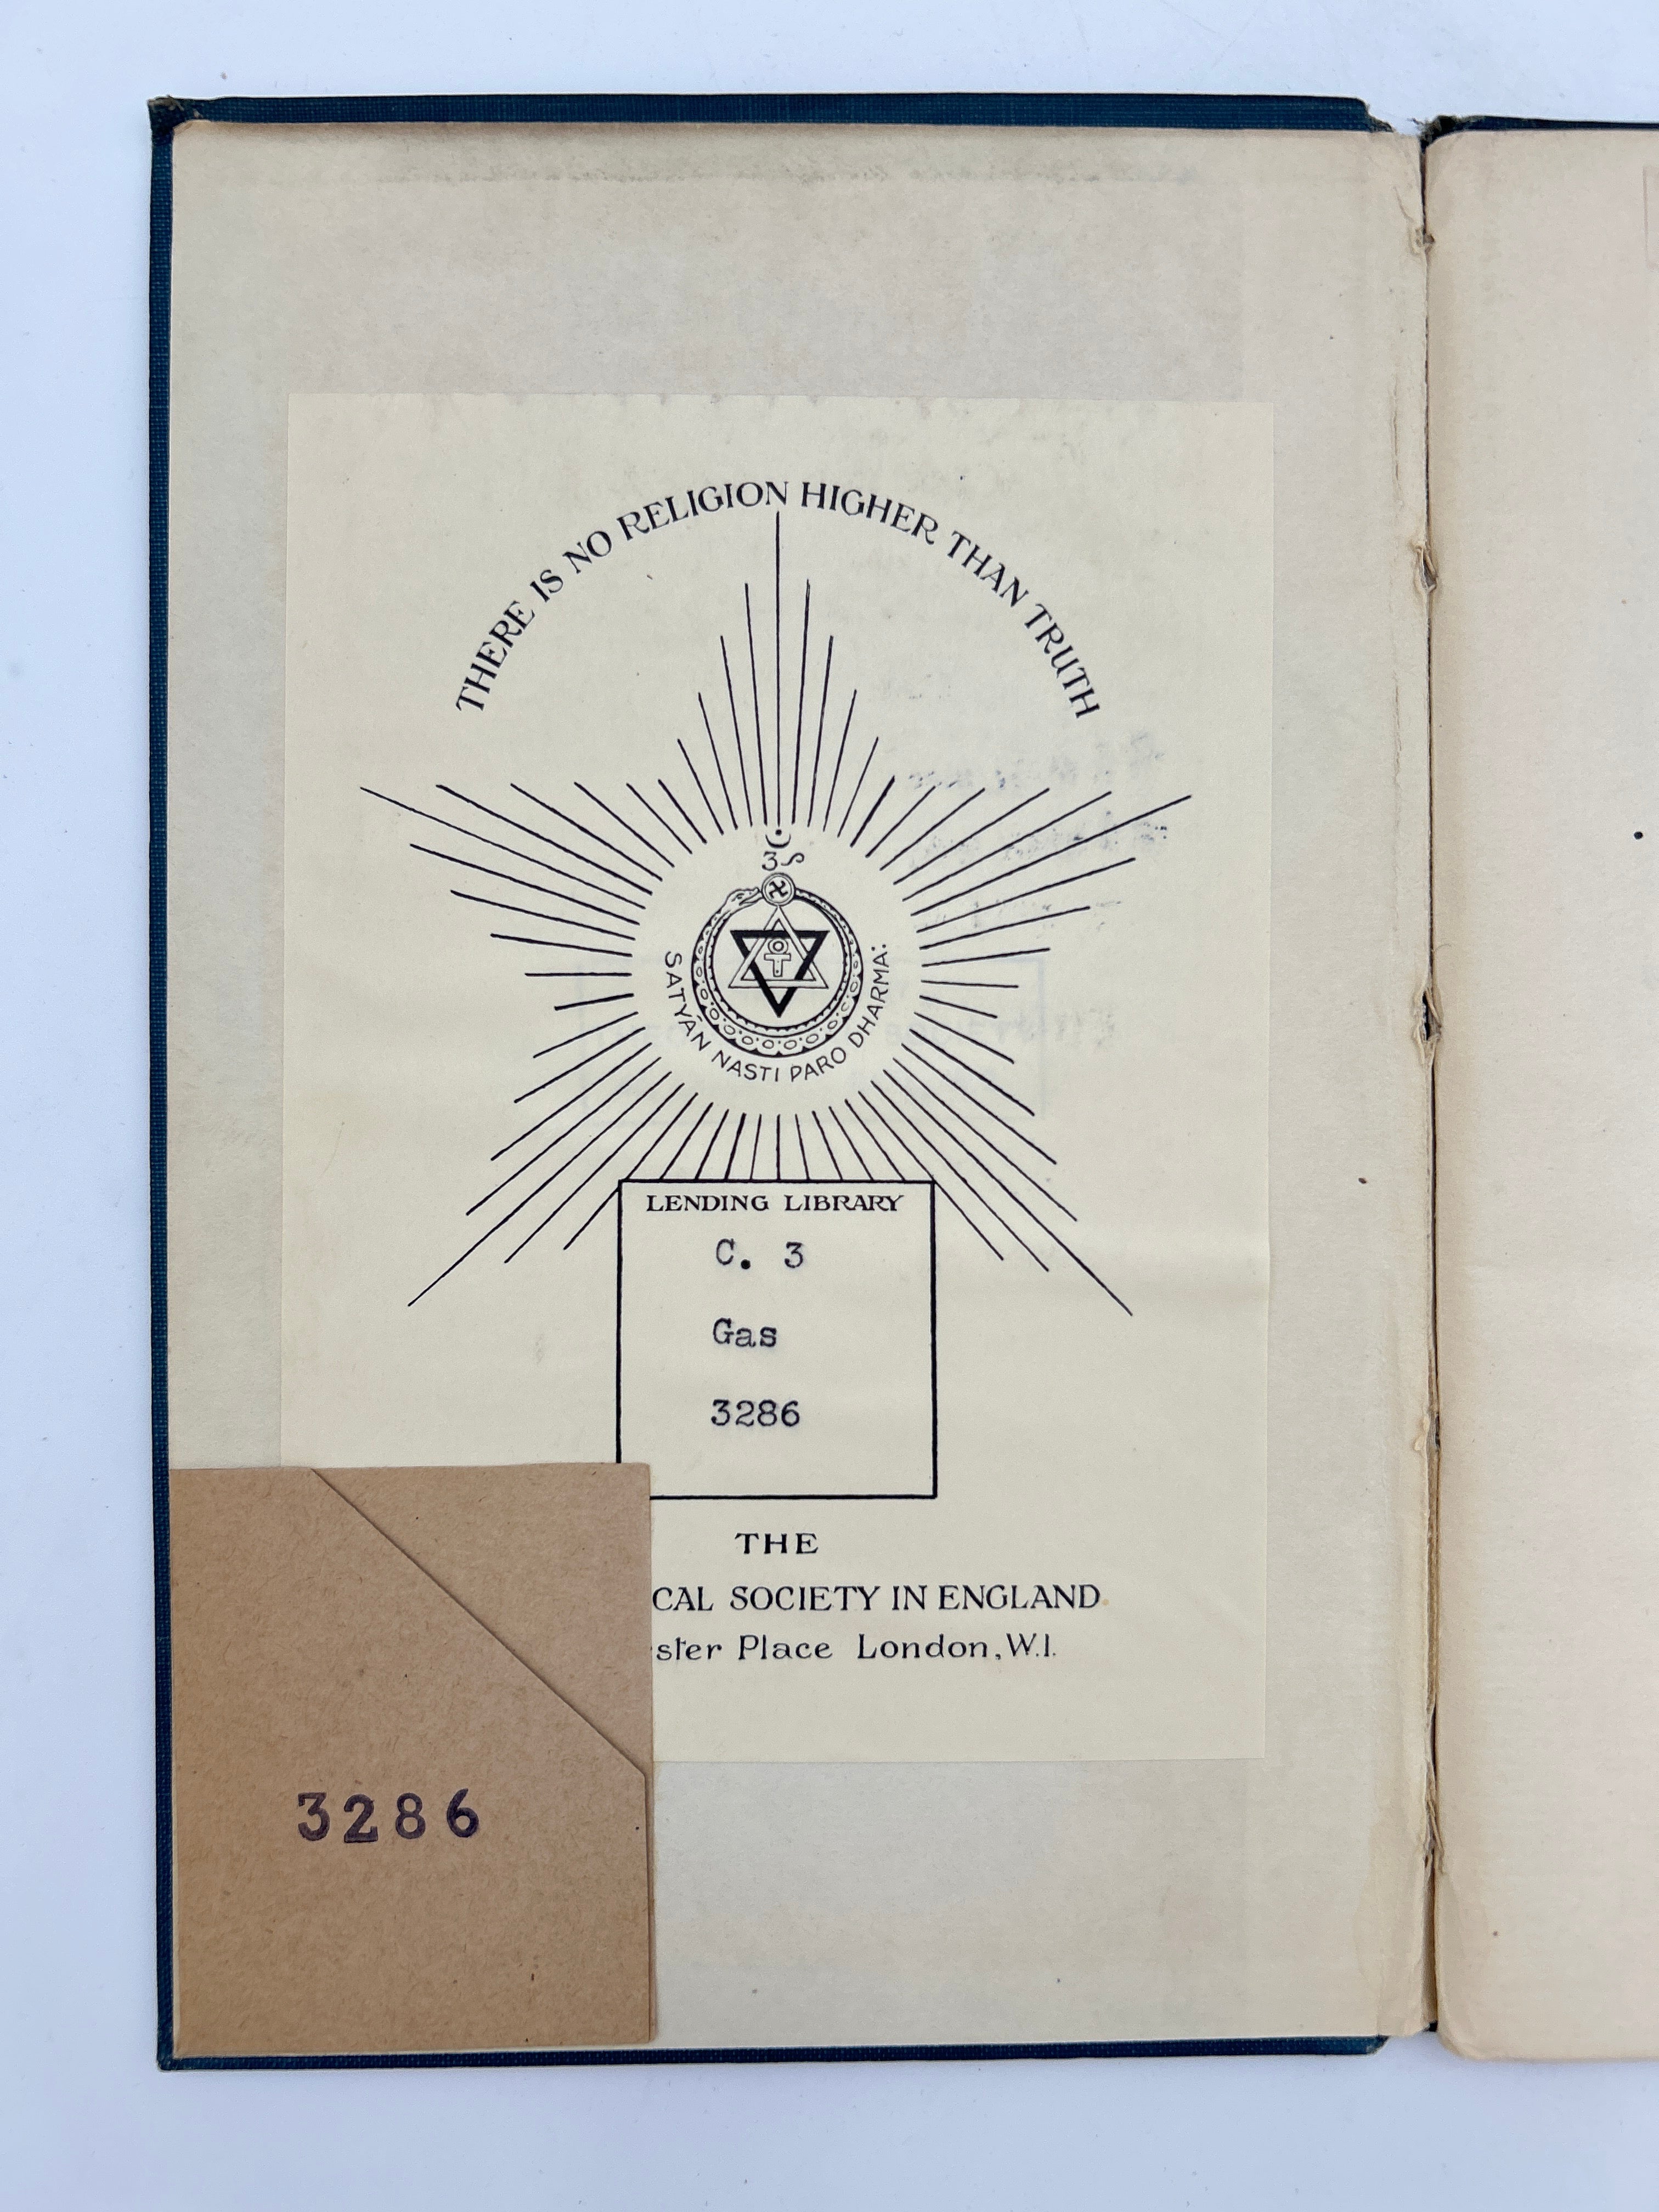 THERE IS NO RELIGION HIGHER THAN TRUTH
SATYĀN NASTI PARO DHARMA:
LENDING LIBRARY
C. 3
Gas
3286
THE
CAL SOCIETY IN ENGLAND
ster Place London, W.1.
3286